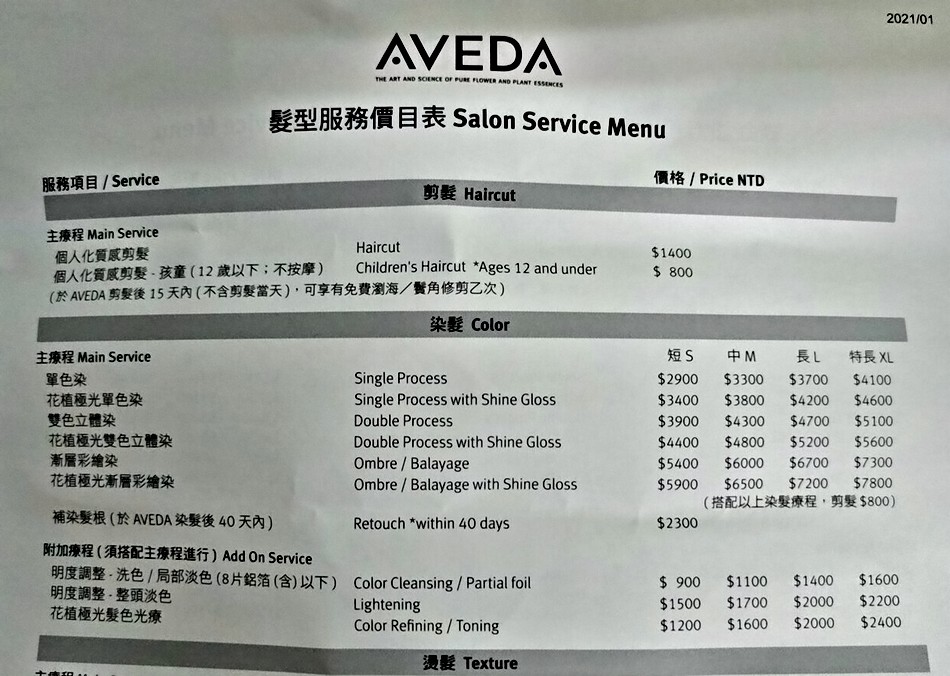 2021/01
AVEDA
THE ART AND SCIENCE OF PURE FLOWER AND PLANT ESSENCES
髮型服務價目表 Salon Service Menu
服務項目 / Service 價格 / Price NTD
剪髮 Haircut
主療程 Main Service
個人化質感剪髮 Haircut $1400
個人化質感剪髮 - 孩童 (12 歲以下；不按摩) Children's Haircut *Ages 12 and under $ 800
(於 AVEDA 剪髮後 15 天內 (不含剪髮當天)，可享有免費瀏海／鬢角修剪乙次)
染髮 Color
主療程 Main Service 短 S 中 M 長 L 特長 XL
單色染 Single Process $2900 $3300 $3700 $4100
花植極光單色染 Single Process with Shine Gloss $3400 $3800 $4200 $4600
雙色立體染 Double Process $3900 $4300 $4700 $5100
花植極光雙色立體染 Double Process with Shine Gloss $4400 $4800 $5200 $5600
漸層彩繪染 Ombre / Balayage $5400 $6000 $6700 $7300
花植極光漸層彩繪染 Ombre / Balayage with Shine Gloss $5900 $6500 $7200 $7800
(搭配以上染髮療程，剪髮 $800)
補染髮根 (於 AVEDA 染髮後 40 天內) Retouch *within 40 days $2300
附加療程 (須搭配主療程進行) Add On Service
明度調整 - 洗色 / 局部淡色 (8片鋁箔 (含) 以下) Color Cleansing / Partial foil $ 900 $1100 $1400 $1600
明度調整 - 整頭淡色 Lightening $1500 $1700 $2000 $2200
花植極光髮色光療 Color Refining / Toning $1200 $1600 $2000 $2400
燙髮 Texture